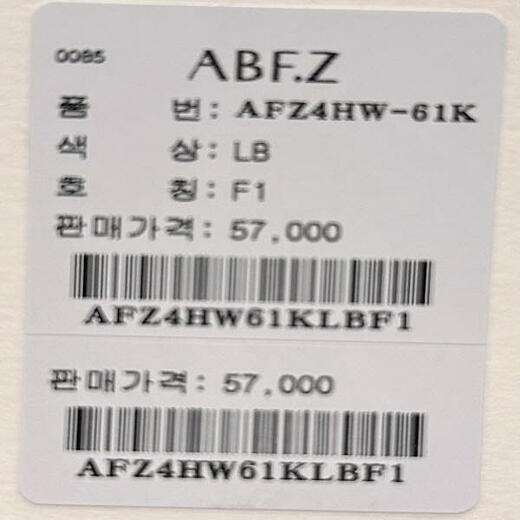 0085
ABF.Z
품 번: AFZ4HW-61K
색 상: LB
호 칭: F1
판매가격: 57,000
AFZ4HW61KLBF1
판매가격: 57,000
AFZ4HW61KLBF1